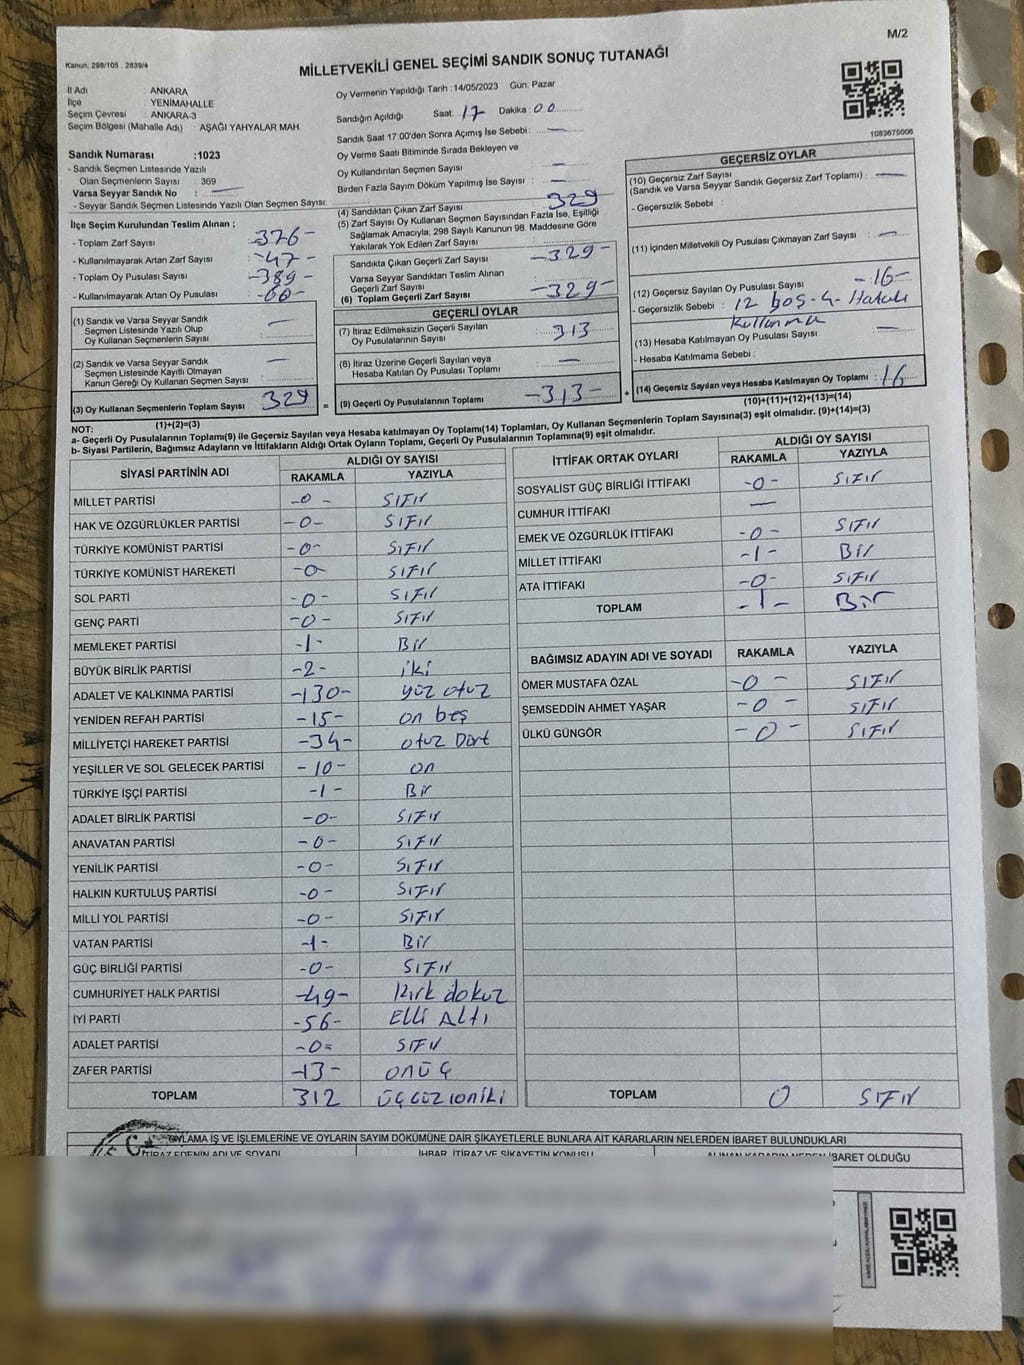 M/2
Kanun, 298/105 , 2839/4
MİLLETVEKİLİ GENEL SEÇİMİ SANDIK SONUÇ TUTANAĞI
İl Adı : ANKARA
İlçe : YENİMAHALLE
Seçim Çevresi : ANKARA-3
Seçim Bölgesi (Mahalle Adı) : AŞAĞI YAHYALAR MAH
Sandık Numarası :1023
- Sandık Seçmen Listesinde Yazılı
Olan Seçmenlerin Sayısı : 369
Varsa Seyyar Sandık No : —
- Seyyar Sandık Seçmen Listesinde Yazılı Olan Seçmen Sayısı:
İlçe Seçim Kurulundan Teslim Alınan ;
- Toplam Zarf Sayısı : 376-
- Kullanılmayarak Artan Zarf Sayısı : -47-
- Toplam Oy Pusulası Sayısı : -389-
- Kullanılmayarak Artan Oy Pusulası : -60-
(1) Sandık ve Varsa Seyyar Sandık
Seçmen Listesinde Yazılı Olup
Oy Kullanan Seçmenlerin Sayısı : —
(2) Sandık ve Varsa Seyyar Sandık
Seçmen Listesinde Kayıtlı Olmayan
Kanun Gereği Oy Kullanan Seçmen Sayısı : —
(3) Oy Kullanan Seçmenlerin Toplam Sayısı 329
(1)+(2)=(3)
Oy Vermenin Yapıldığı Tarih : 14/05/2023 Gün: Pazar
Sandığın Açıldığı Saat: 17 Dakika : 00
Sandık Saat 17:00'den Sonra Açımış İse Sebebi : —
Oy Verme Saati Bitiminde Sırada Bekleyen ve
Oy Kullandırılan Seçmen Sayısı : —
Birden Fazla Sayım Döküm Yapılmış İse Sayısı : —
(4) Sandıktan Çıkan Zarf Sayısı : 329
(5) Zarf Sayısı Oy Kullanan Seçmen Sayısından Fazla İse, Eşitliği
Sağlamak Amacıyla; 298 Sayılı Kanunun 98. Maddesine Göre
Yakılarak Yok Edilen Zarf Sayısı :
Sandıkta Çıkan Geçerli Zarf Sayısı : -329-
Varsa Seyyar Sandıktan Teslim Alınan
Geçerli Zarf Sayısı :
(6) Toplam Geçerli Zarf Sayısı : -329-
GEÇERLİ OYLAR
(7) İtiraz Edilmeksizin Geçerli Sayılan
Oy Pusulalarının Sayısı : 313
(8) İtiraz Üzerine Geçerli Sayılan veya
Hesaba Katılan Oy Pusulası Toplamı : —
= (9) Geçerli Oy Pusulalarının Toplamı : -313- +
1083675006
GEÇERSİZ OYLAR
(10) Geçersiz Zarf Sayısı : —
(Sandık ve Varsa Seyyar Sandık Geçersiz Zarf Toplamı)
- Geçersizlik Sebebi :
(11) İçinden Milletvekili Oy Pusulası Çıkmayan Zarf Sayısı : —
(12) Geçersiz Sayılan Oy Pusulası Sayısı : -16-
- Geçersizlik Sebebi : 12 boş-4-Hatalı
Kullanma
(13) Hesaba Katılmayan Oy Pusulası Sayısı : —
- Hesaba Katılmama Sebebi :
(14) Geçersiz Sayılan veya Hesaba Katılmayan Oy Toplamı : 16
(10)+(11)+(12)+(13)=(14)
NOT:
a- Geçerli Oy Pusulalarının Toplamı(9) ile Geçersiz Sayılan veya Hesaba Katılmayan Oy Toplamı(14) Toplamları, Oy Kullanan Seçmenlerin Toplam Sayısına(3) eşit olmalıdır. (9)+(14)=(3)
b- Siyasi Partilerin, Bağımsız Adayların ve İttifakların Aldığı Ortak Oyların Toplamı, Geçerli Oy Pusulalarının Toplamına(9) eşit olmalıdır.
SİYASİ PARTİNİN ADI ALDIĞI OY SAYISI
RAKAMLA YAZIYLA
MİLLET PARTİSİ -0- SIFIR
HAK VE ÖZGÜRLÜKLER PARTİSİ -0- SIFIR
TÜRKİYE KOMÜNİST PARTİSİ -0- SIFIR
TÜRKİYE KOMÜNİST HAREKETİ -0- SIFIR
SOL PARTİ -0- SIFIR
GENÇ PARTİ -0- SIFIR
MEMLEKET PARTİSİ -1- Bir
BÜYÜK BİRLİK PARTİSİ -2- iki
ADALET VE KALKINMA PARTİSİ -130- yüz otuz
YENİDEN REFAH PARTİSİ -15- on beş
MİLLİYETÇİ HAREKET PARTİSİ -34- otuz Dört
YEŞİLLER VE SOL GELECEK PARTİSİ -10- on
TÜRKİYE İŞÇİ PARTİSİ -1- Bir
ADALET BİRLİK PARTİSİ -0- SIFIR
ANAVATAN PARTİSİ -0- SIFIR
YENİLİK PARTİSİ -0- SIFIR
HALKIN KURTULUŞ PARTİSİ -0- SIFIR
MİLLİ YOL PARTİSİ -0- SIFIR
VATAN PARTİSİ -1- Bir
GÜÇ BİRLİĞİ PARTİSİ -0- SIFIR
CUMHURİYET HALK PARTİSİ -49- Kırk dokuz
İYİ PARTİ -56- Elli Altı
ADALET PARTİSİ -0- SIFIR
ZAFER PARTİSİ -13- onüç
TOPLAM 312
İTTİFAK ORTAK OYLARI ALDIĞI OY SAYISI
RAKAMLA YAZIYLA
SOSYALİST GÜÇ BİRLİĞİ İTTİFAKI -0- SIFIR
CUMHUR İTTİFAKI —
EMEK VE ÖZGÜRLÜK İTTİFAKI -0- SIFIR
MİLLET İTTİFAKI -1- Bir
ATA İTTİFAKI -0- SIFIR
TOPLAM -1- Bir
BAĞIMSIZ ADAYIN ADI VE SOYADI RAKAMLA YAZIYLA
ÖMER MUSTAFA ÖZAL -0- SIFIR
ŞEMSEDDİN AHMET YAŞAR -0- SIFIR
ÜLKÜ GÜNGÖR -0- SIFIR
TOPLAM 0 SIFIR
OYLAMA İŞ VE İŞLEMLERİNE VE OYLARIN SAYIM DÖKÜMÜNE DAİR ŞİKAYETLERLE BUNLARA AİT KARARLARIN NELERDEN İBARET BULUNDUKLARI
İTİRAZ EDENİN ADI VE SOYADI İHBAR, İTİRAZ VE ŞİKAYETİN KONUSU ALINAN KARARIN NEDEN İBARET OLDUĞU